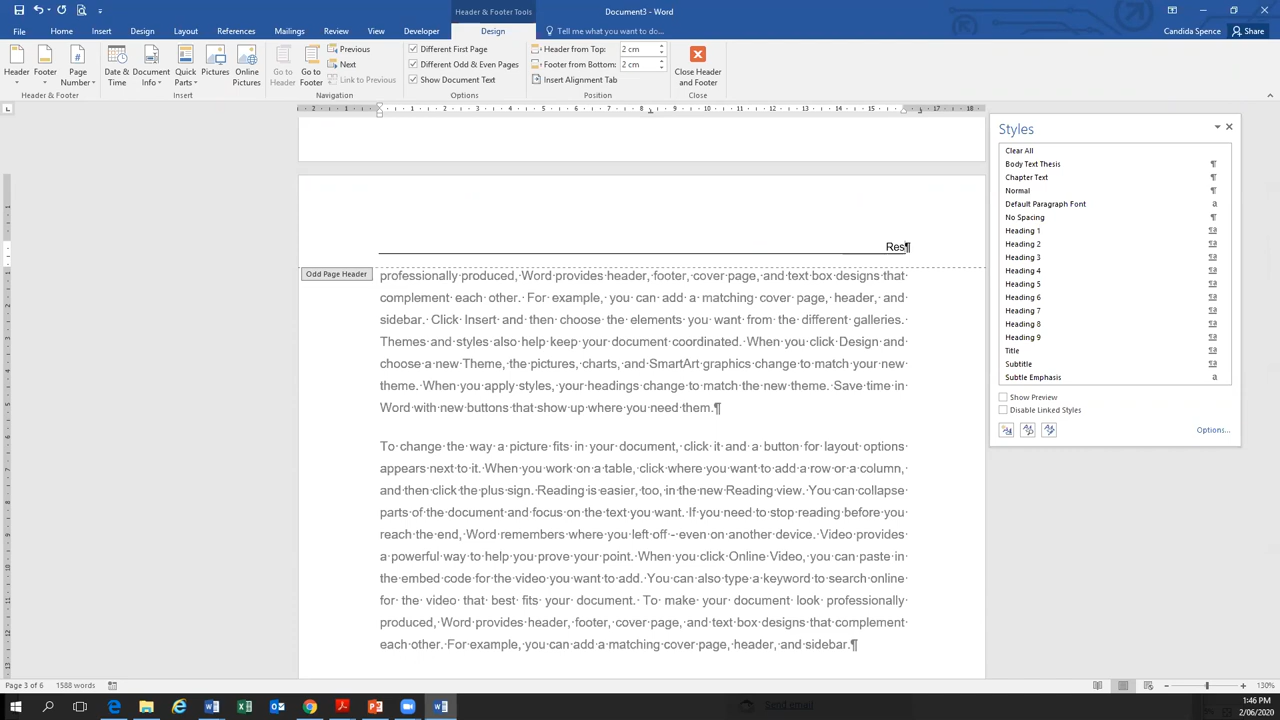 Header & Footer Tools
Document3 - Word
File Home Insert Design Layout References Mailings Review View Developer Design Tell me what you want to do... Candida Spence Share
Header Footer Page Number
Date & Time Document Info Quick Parts Pictures Online Pictures
Go to Header Go to Footer
Previous
Next
Link to Previous
Different First Page
Different Odd & Even Pages
Show Document Text
Header from Top: 2 cm
Footer from Bottom: 2 cm
Insert Alignment Tab
Close Header and Footer
Header & Footer Insert Navigation Options Position Close
2 1 1 2 3 4 5 6 7 8 9 10 11 12 13 14 15 17 18
Res¶
Odd Page Header
professionally·produced,·Word·provides·header,·footer,·cover·page,·and·text·box·designs·that·
complement·each·other.·For·example,·you·can·add·a·matching·cover·page,·header,·and·
sidebar.·Click·Insert·and·then·choose·the·elements·you·want·from·the·different·galleries.·
Themes·and·styles·also·help·keep·your·document·coordinated.·When·you·click·Design·and·
choose·a·new·Theme,·the·pictures,·charts,·and·SmartArt·graphics·change·to·match·your·new·
theme.·When·you·apply·styles,·your·headings·change·to·match·the·new·theme.·Save·time·in·
Word·with·new·buttons·that·show·up·where·you·need·them.¶
To·change·the·way·a·picture·fits·in·your·document,·click·it·and·a·button·for·layout·options·
appears·next·to·it.·When·you·work·on·a·table,·click·where·you·want·to·add·a·row·or·a·column,·
and·then·click·the·plus·sign.·Reading·is·easier,·too,·in·the·new·Reading·view.·You·can·collapse·
parts·of·the·document·and·focus·on·the·text·you·want.·If·you·need·to·stop·reading·before·you·
reach·the·end,·Word·remembers·where·you·left·off·-·even·on·another·device.·Video·provides·
a·powerful·way·to·help·you·prove·your·point.·When·you·click·Online·Video,·you·can·paste·in·
the·embed·code·for·the·video·you·want·to·add.·You·can·also·type·a·keyword·to·search·online·
for·the·video·that·best·fits·your·document.·To·make·your·document·look·professionally·
produced,·Word·provides·header,·footer,·cover·page,·and·text·box·designs·that·complement·
each·other.·For·example,·you·can·add·a·matching·cover·page,·header,·and·sidebar.¶
Styles
Clear All
Body Text Thesis ¶
Chapter Text ¶
Normal ¶
Default Paragraph Font a
No Spacing ¶
Heading 1 ¶a
Heading 2 ¶a
Heading 3 ¶a
Heading 4 ¶a
Heading 5 ¶a
Heading 6 ¶a
Heading 7 ¶a
Heading 8 ¶a
Heading 9 ¶a
Title ¶a
Subtitle ¶a
Subtle Emphasis a
Show Preview
Disable Linked Styles
Options...
Page 3 of 6 1588 words 130%
Send email
1:46 PM
2/06/2020